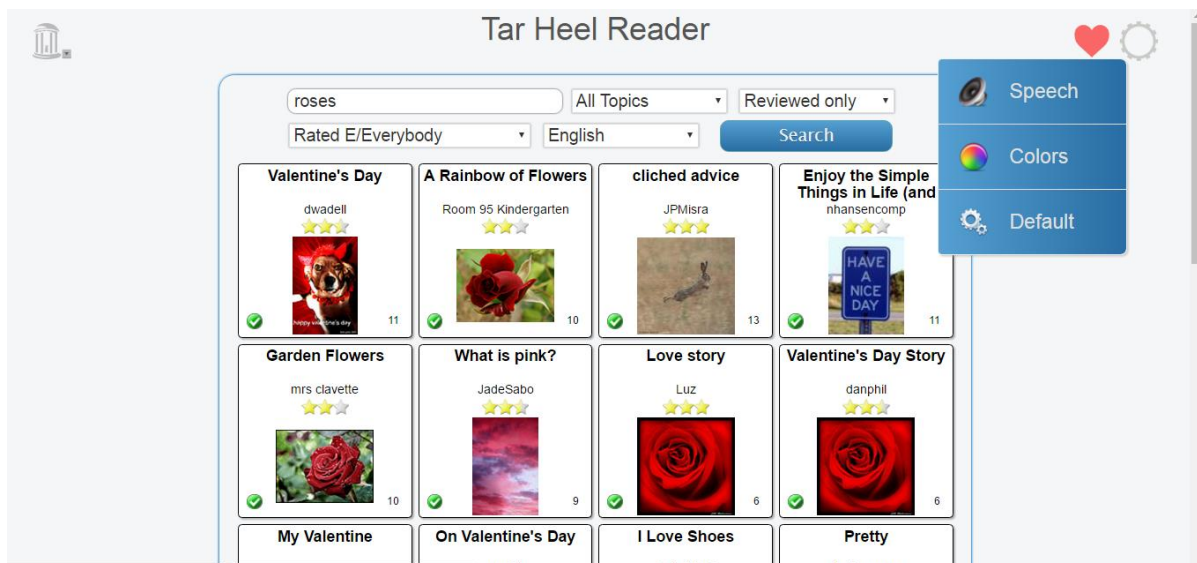 Tar Heel Reader
roses
All Topics
Reviewed only
Rated E/Everybody
English
Search
Speech
Colors
Default
Valentine's Day
dwadell
happy valentine's day
11
A Rainbow of Flowers
Room 95 Kindergarten
10
cliched advice
JPMisra
13
Enjoy the Simple
Things in Life (and
nhansencomp
HAVE
A
NICE
DAY
11
Garden Flowers
mrs clavette
10
What is pink?
JadeSabo
9
Love story
Luz
6
Valentine's Day Story
danphil
6
My Valentine
On Valentine's Day
I Love Shoes
Pretty